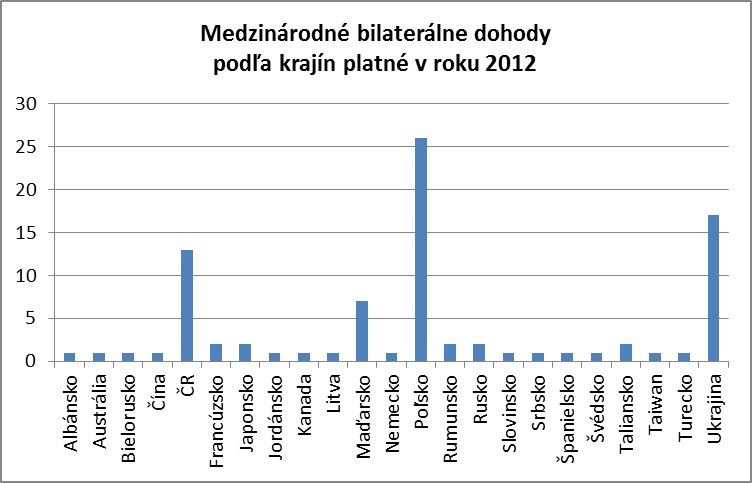 Medzinárodné bilaterálne dohody
podľa krajín platné v roku 2012
30
25
20
15
10
5
0
Albánsko
Austrália
Bielorusko
Čína
ČR
Francúzsko
Japonsko
Jordánsko
Kanada
Litva
Maďarsko
Nemecko
Poľsko
Rumunsko
Rusko
Slovinsko
Srbsko
Španielsko
Švédsko
Taliansko
Taiwan
Turecko
Ukrajina